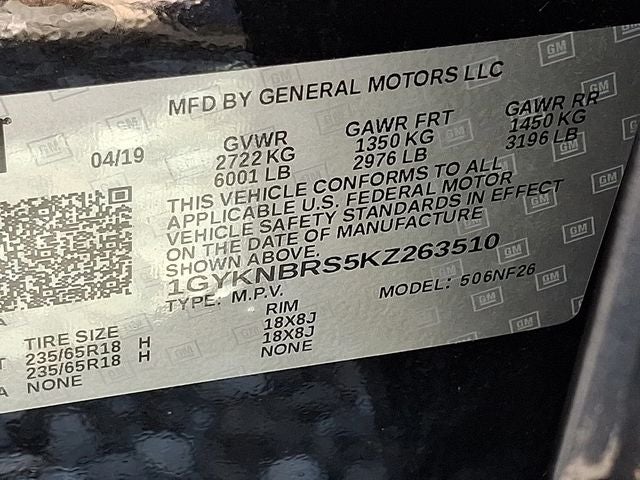 MFD BY GENERAL MOTORS LLC
04/19
GVWR
2722 KG
6001 LB
GAWR FRT
1350 KG
2976 LB
GAWR RR
1450 KG
3196 LB
THIS VEHICLE CONFORMS TO ALL
APPLICABLE U.S. FEDERAL MOTOR
VEHICLE SAFETY STANDARDS IN EFFECT
ON THE DATE OF MANUFACTURE
SHOWN ABOVE.
1GYKNBRS5KZ263510
TYPE: M.P.V.
MODEL: 506NF26
TIRE SIZE
RIM
235/65R18 H
18X8J
235/65R18 H
18X8J
NONE
NONE